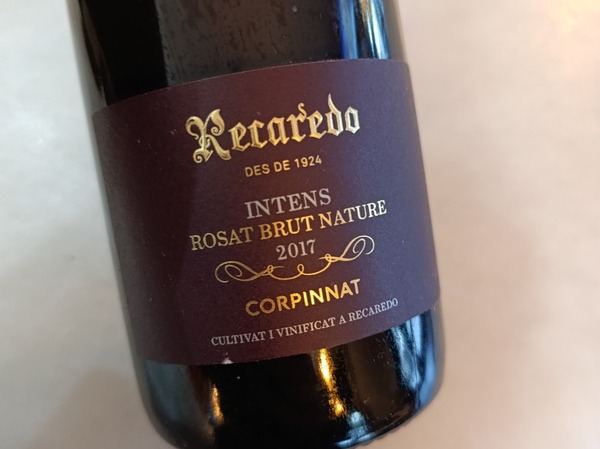 Recaredo
DES DE 1924
INTENS
ROSAT BRUT NATURE
2017
CORPINNAT
CULTIVAT I VINIFICAT A RECAREDO